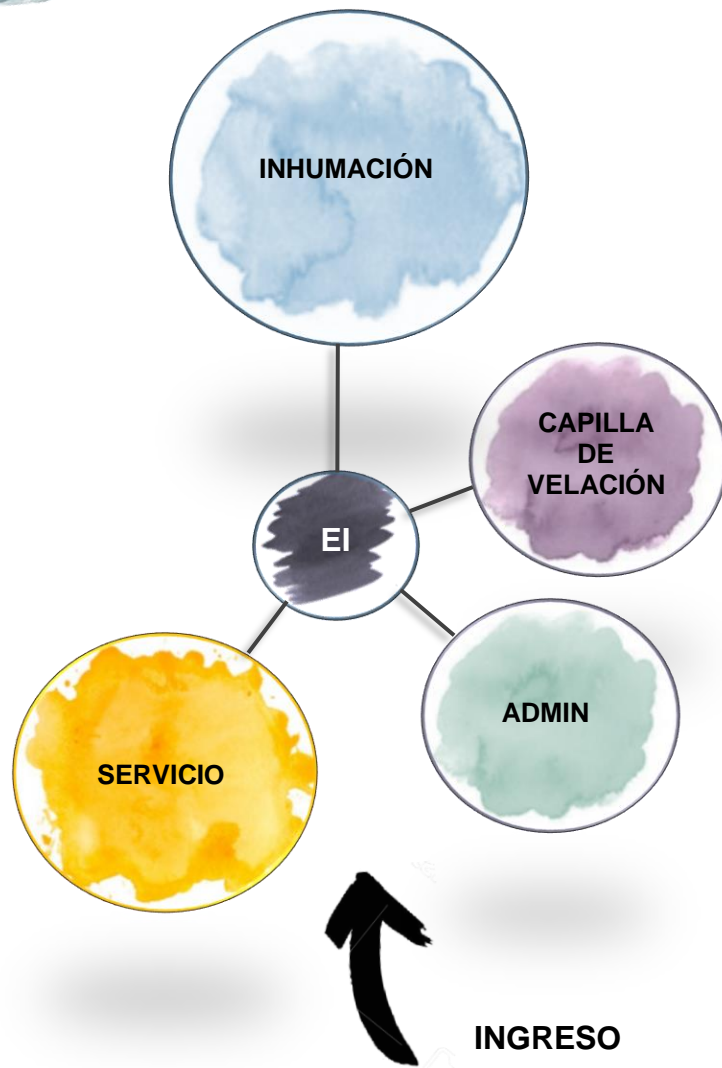 INHUMACIÓN
CAPILLA
DE
VELACIÓN
EI
ADMIN
SERVICIO
INGRESO